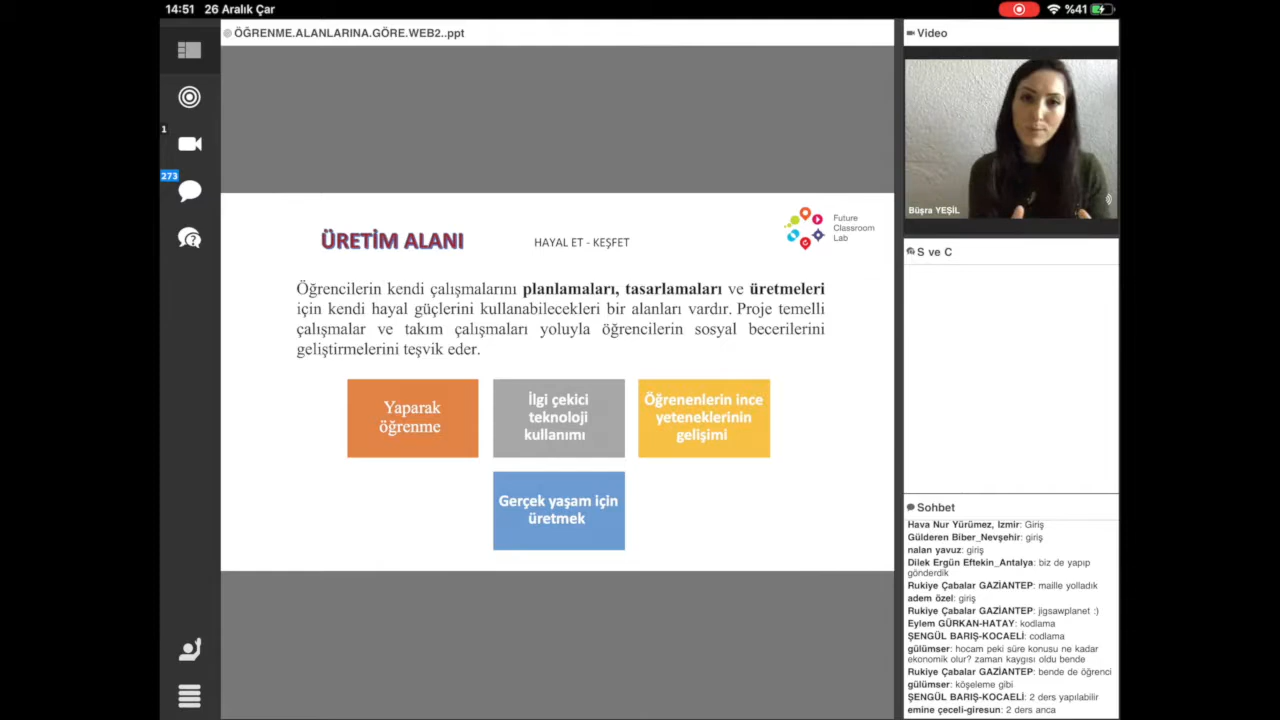 14:51 26 Aralık Çar
%41
ÖĞRENME.ALANLARINA.GÖRE.WEB2..ppt
1
273
ÜRETİM ALANI
HAYAL ET - KEŞFET
Future
Classroom
Lab
Öğrencilerin kendi çalışmalarını planlamaları, tasarlamaları ve üretmeleri
için kendi hayal güçlerini kullanabilecekleri bir alanları vardır. Proje temelli
çalışmalar ve takım çalışmaları yoluyla öğrencilerin sosyal becerilerini
geliştirmelerini teşvik eder.
Yaparak
öğrenme
İlgi çekici
teknoloji
kullanımı
Öğrenenlerin ince
yeteneklerinin
gelişimi
Gerçek yaşam için
üretmek
Video
Büşra YEŞİL
S ve C
Sohbet
Hava Nur Yürümez, Izmir: Giriş
Gülderen Biber_Nevşehir: giriş
nalan yavuz: giriş
Dilek Ergün Eftekin_Antalya: biz de yapıp
gönderdik
Rukiye Çabalar GAZİANTEP: maille yolladık
adem özel: giriş
Rukiye Çabalar GAZİANTEP: jigsawplanet :)
Eylem GÜRKAN-HATAY: kodlama
ŞENGÜL BARIŞ-KOCAELİ: codlama
gülümser: hocam peki süre konusu ne kadar
ekonomik olur? zaman kaygısı oldu bende
Rukiye Çabalar GAZİANTEP: bende de öğrenci
gülümser: köşeleme gibi
ŞENGÜL BARIŞ-KOCAELİ: 2 ders yapılabilir
emine çeceli-giresun: 2 ders anca